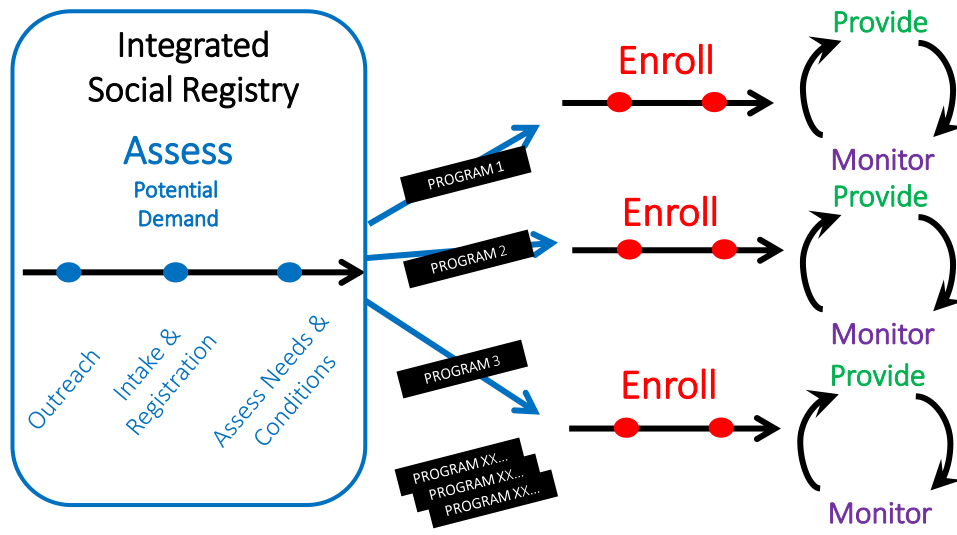 Integrated
Social Registry
Assess
Potential
Demand
Outreach
Intake &
Registration
Assess Needs &
Conditions
PROGRAM 1
PROGRAM 2
PROGRAM 3
PROGRAM XX...
PROGRAM XX...
PROGRAM XX...
Enroll
Provide
Monitor
Enroll
Provide
Monitor
Enroll
Provide
Monitor